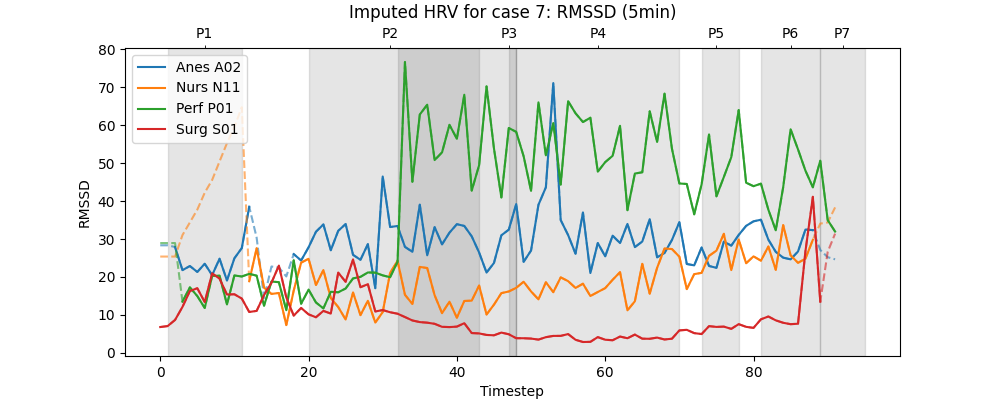 Imputed HRV for case 7: RMSSD (5min)
P1 P2 P3 P4 P5 P6 P7
80
70
60
50
40
30
20
10
0
RMSSD
Anes A02
Nurs N11
Perf P01
Surg S01
0 20 40 60 80
Timestep